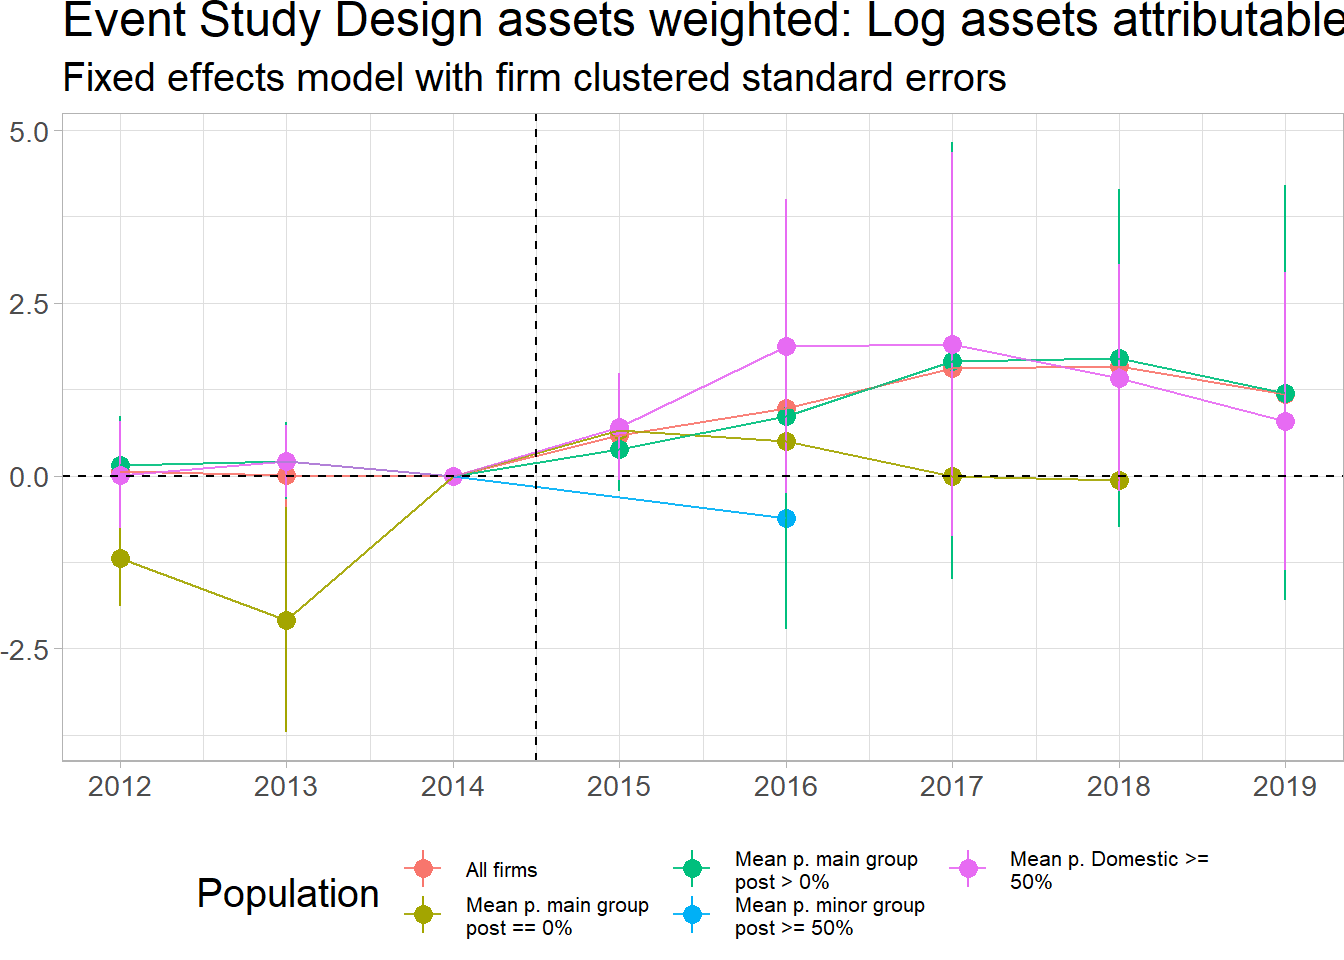 Event Study Design assets weighted: Log assets attributable
Fixed effects model with firm clustered standard errors
5.0
2.5
0.0
-2.5
2012 2013 2014 2015 2016 2017 2018 2019
Population
All firms
Mean p. main group
post == 0%
Mean p. main group
post > 0%
Mean p. minor group
post >= 50%
Mean p. Domestic >=
50%